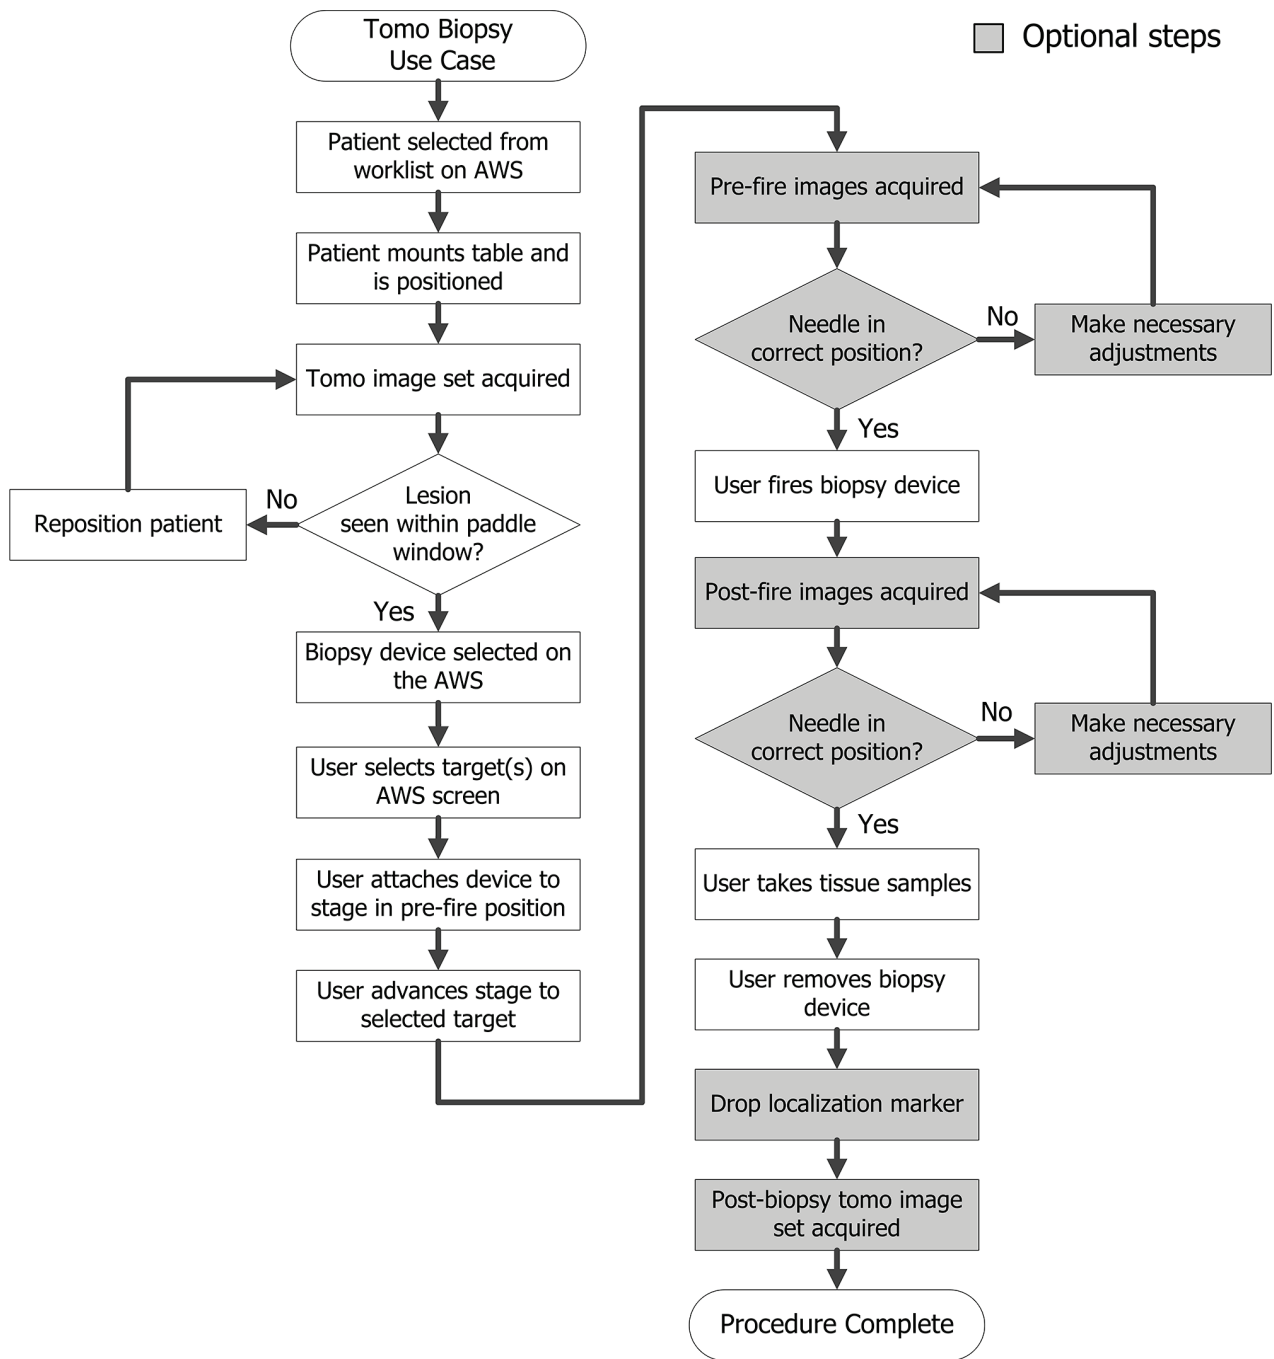 Tomo Biopsy
Use Case
Patient selected from
worklist on AWS
Patient mounts table and
is positioned
Tomo image set acquired
Lesion
seen within paddle
window?
No
Reposition patient
Yes
Biopsy device selected on
the AWS
User selects target(s) on
AWS screen
User attaches device to
stage in pre-fire position
User advances stage to
selected target
Optional steps
Pre-fire images acquired
Needle in
correct position?
No
Make necessary
adjustments
Yes
User fires biopsy device
Post-fire images acquired
Needle in
correct position?
No
Make necessary
adjustments
Yes
User takes tissue samples
User removes biopsy
device
Drop localization marker
Post-biopsy tomo image
set acquired
Procedure Complete